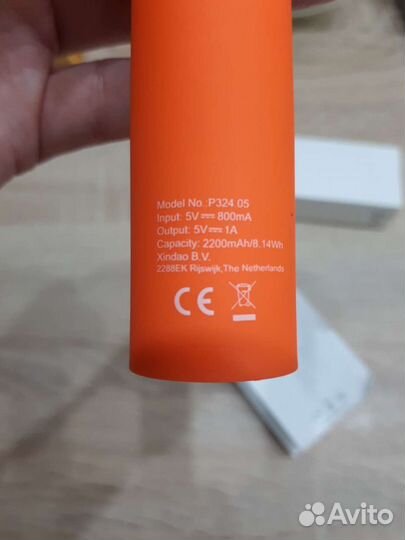 Model No.:P324 05
Input: 5V⎓800mA
Output: 5V⎓1A
Capacity: 2200mAh/8.14Wh
Xindao B.V.
2288EK Rijswijk,The Netherlands
CE
Avito